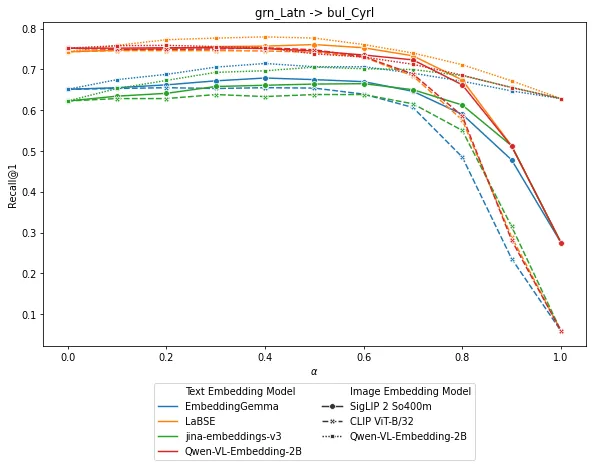 grn_Latn -> bul_Cyrl
Recall@1
0.8
0.7
0.6
0.5
0.4
0.3
0.2
0.1
0.0 0.2 0.4 0.6 0.8 1.0
α
Text Embedding Model Image Embedding Model
EmbeddingGemma SigLIP 2 So400m
LaBSE CLIP ViT-B/32
jina-embeddings-v3 Qwen-VL-Embedding-2B
Qwen-VL-Embedding-2B